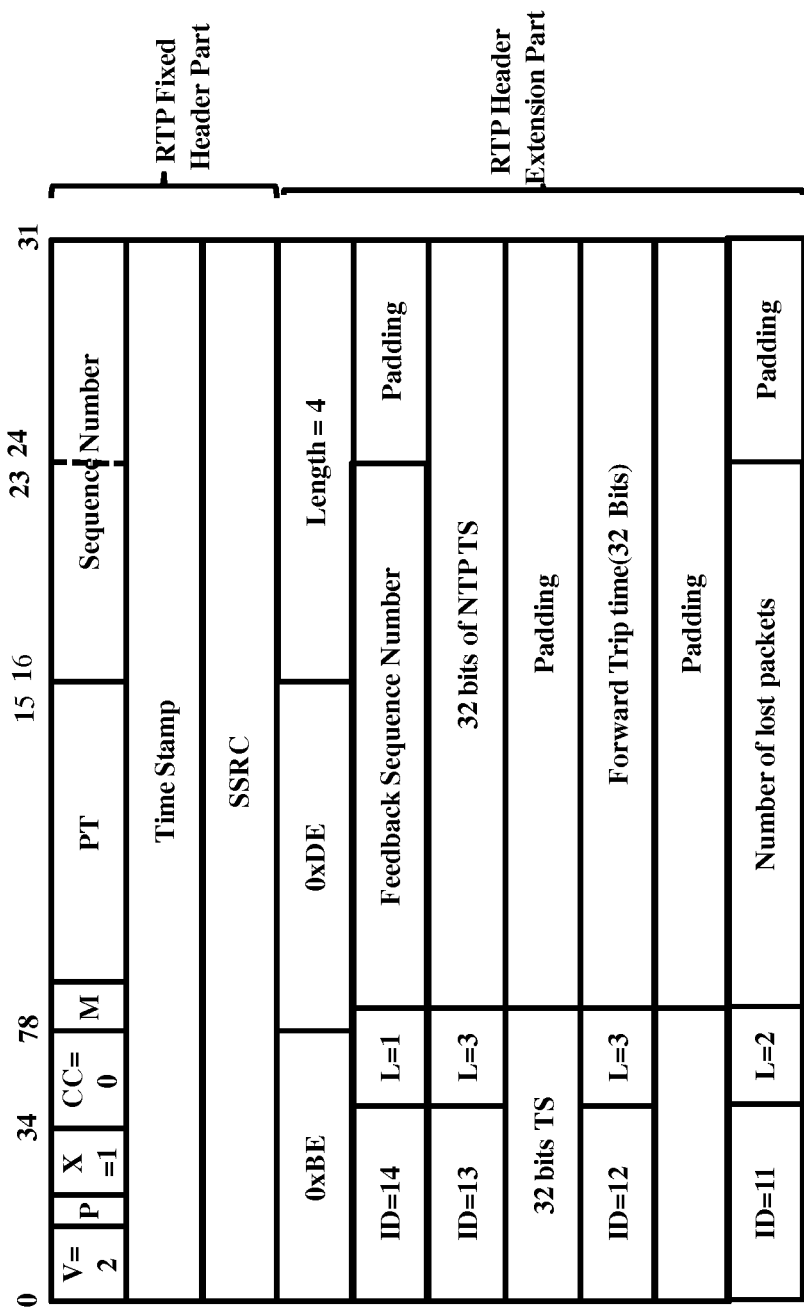 0 34 78 15 16 23 24 31
V= 2 P X =1 CC= 0 M PT Sequence Number
Time Stamp
SSRC
0xBE 0xDE Length = 4
ID=14 L=1 Feedback Sequence Number Padding
ID=13 L=3 32 bits of NTPTS
32 bits TS Padding
ID=12 L=3 Forward Trip time(32 Bits)
Padding
ID=11 L=2 Number of lost packets Padding
RTP Fixed
Header Part
RTP Header
Extension Part